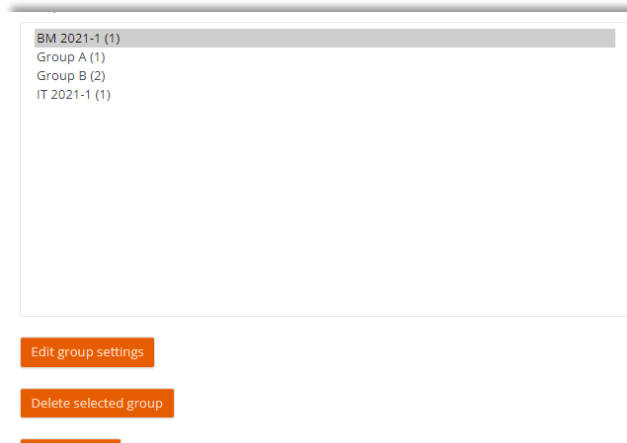 BM 2021-1 (1)
Group A (1)
Group B (2)
IT 2021-1 (1)
Edit group settings
Delete selected group